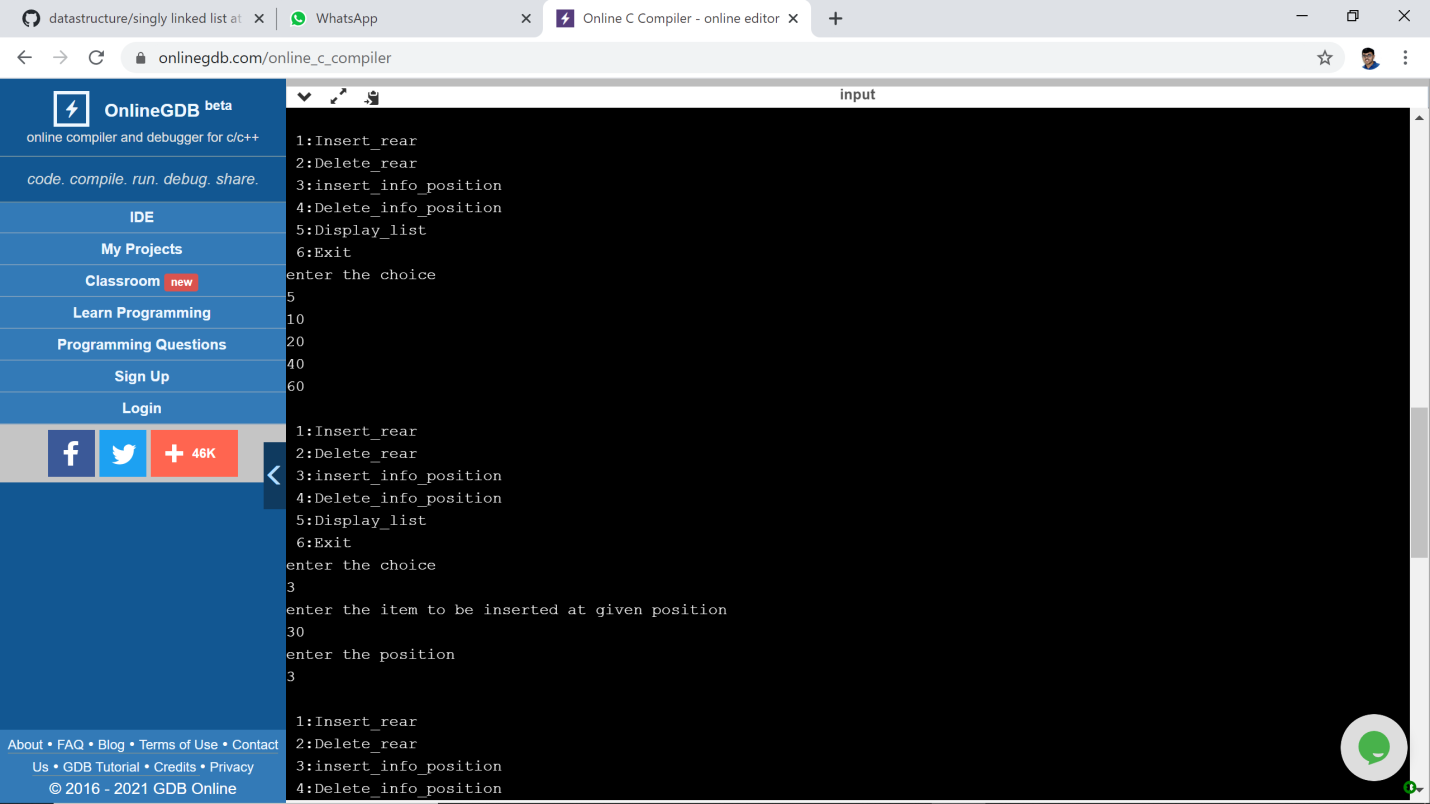 datastructure/singly linked list at
WhatsApp
Online C Compiler - online editor
onlinegdb.com/online_c_compiler
OnlineGDB beta
online compiler and debugger for c/c++
code. compile. run. debug. share.
IDE
My Projects
Classroom new
Learn Programming
Programming Questions
Sign Up
Login
f + 46K
About • FAQ • Blog • Terms of Use • Contact
Us • GDB Tutorial • Credits • Privacy
© 2016 - 2021 GDB Online
input
1:Insert_rear
2:Delete_rear
3:insert_info_position
4:Delete_info_position
5:Display_list
6:Exit
enter the choice
5
10
20
40
60
1:Insert_rear
2:Delete_rear
3:insert_info_position
4:Delete_info_position
5:Display_list
6:Exit
enter the choice
3
enter the item to be inserted at given position
30
enter the position
3
1:Insert_rear
2:Delete_rear
3:insert_info_position
4:Delete_info_position